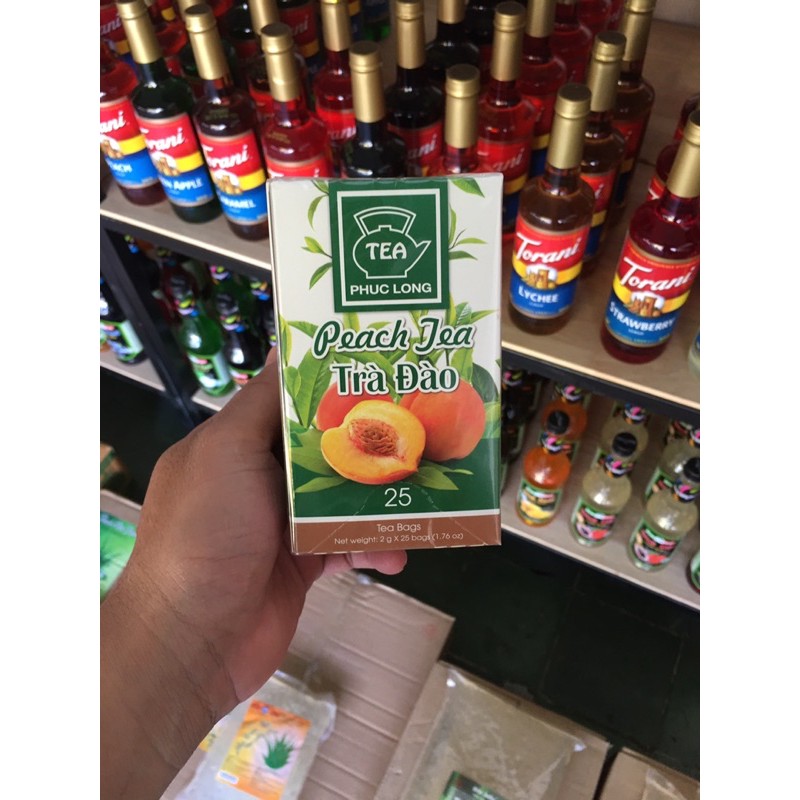 Torani
Torani
Torani
CARAMEL
TEA
PHUC LONG
Peach Tea
Trà Đào
25
Tea Bags
Net weight: 2 g X 25 bags (1.76 oz)
Torani
LYCHEE
Torani
STRAWBERRY